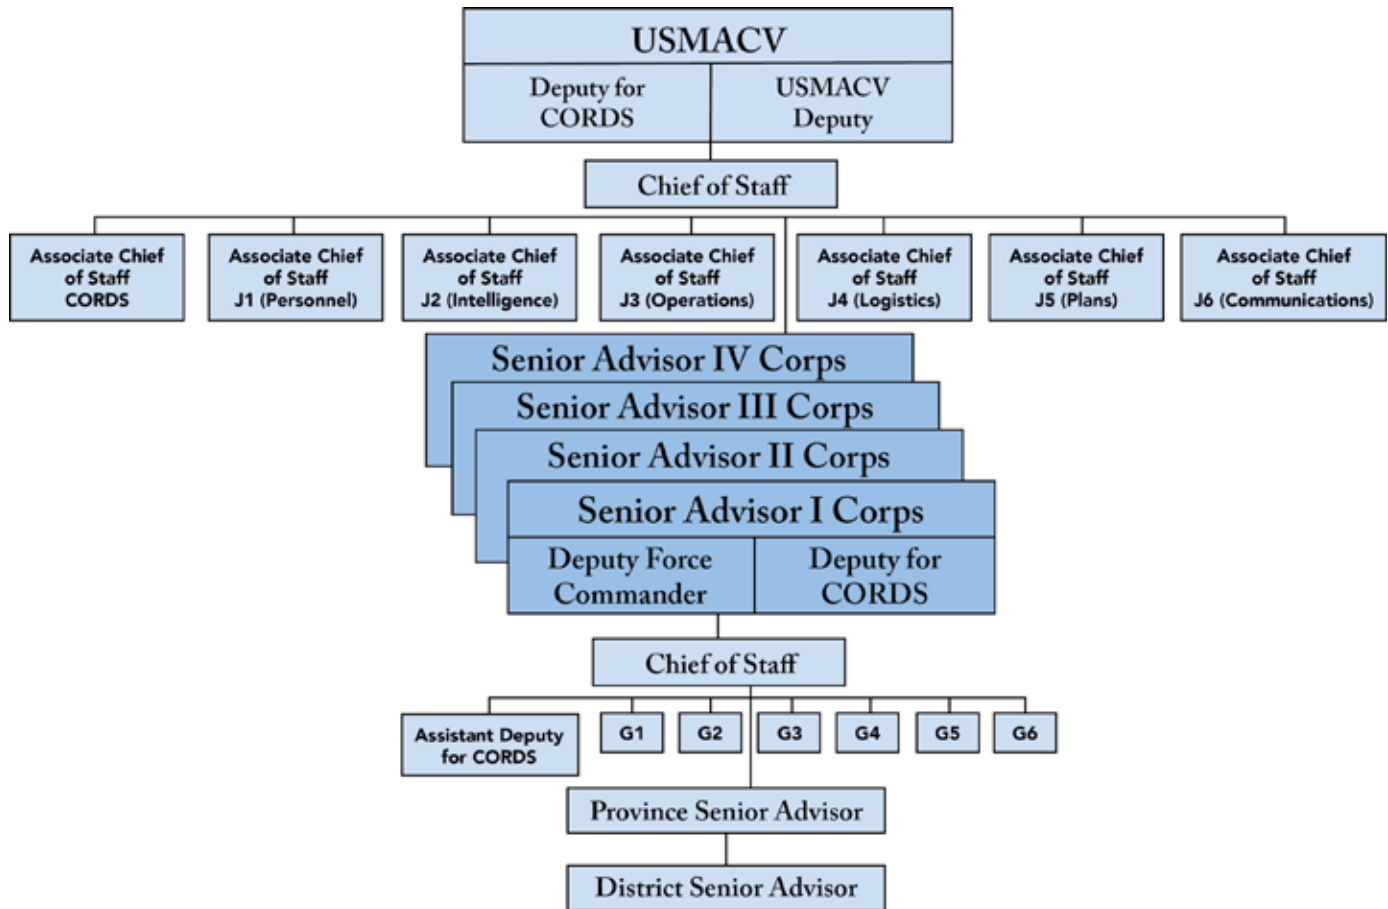 USMACV
Deputy for
CORDS
USMACV
Deputy
Chief of Staff
Associate Chief
of Staff
CORDS
Associate Chief
of Staff
J1 (Personnel)
Associate Chief
of Staff
J2 (Intelligence)
Associate Chief
of Staff
J3 (Operations)
Associate Chief
of Staff
J4 (Logistics)
Associate Chief
of Staff
J5 (Plans)
Associate Chief
of Staff
J6 (Communications)
Senior Advisor IV Corps
Senior Advisor III Corps
Senior Advisor II Corps
Senior Advisor I Corps
Deputy Force
Commander
Deputy for
CORDS
Chief of Staff
Assistant Deputy
for CORDS
G1
G2
G3
G4
G5
G6
Province Senior Advisor
District Senior Advisor